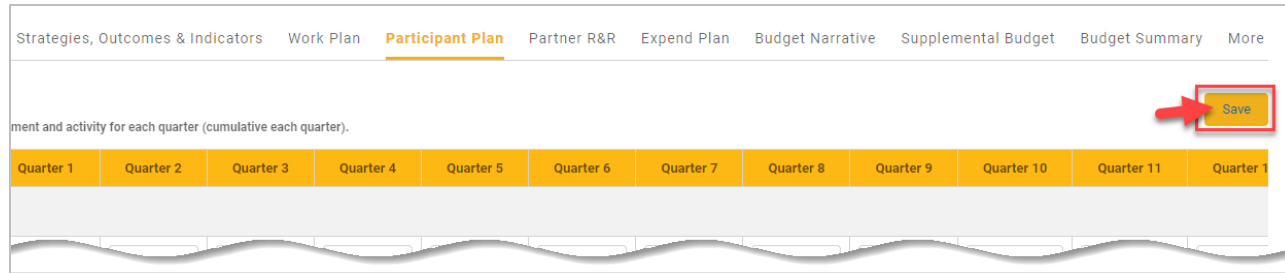 Strategies, Outcomes & Indicators Work Plan Participant Plan Partner R&R Expend Plan Budget Narrative Supplemental Budget Budget Summary More
Save
ment and activity for each quarter (cumulative each quarter).
Quarter 1 Quarter 2 Quarter 3 Quarter 4 Quarter 5 Quarter 6 Quarter 7 Quarter 8 Quarter 9 Quarter 10 Quarter 11 Quarter 1